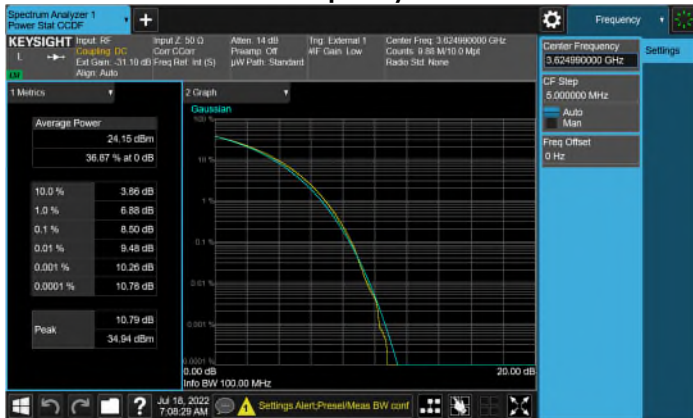 Spectrum Analyzer 1
Power Stat CCDF
Frequency
KEYSIGHT
Input: RF
Coupling: DC
Ext Gain: -31.10 dB
Align: Auto
Input Z: 50 Ω
Corr CCorr
Freq Ref: Int (S)
Atten: 14 dB
Preamp: Off
µW Path: Standard
Trig: External 1
#IF Gain: Low
Center Freq: 3.624990000 GHz
Counts: 9.88 M/10.0 Mpt
Radio Std: None
Center Frequency
3.624990000 GHz
Settings
CF Step
5.000000 MHz
Auto
Man
Freq Offset
0 Hz
1 Metrics
Average Power
24.15 dBm
36.67 % at 0 dB
10.0 % 3.66 dB
1.0 % 6.88 dB
0.1 % 8.50 dB
0.01 % 9.48 dB
0.001 % 10.26 dB
0.0001 % 10.78 dB
Peak
10.79 dB
34.94 dBm
2 Graph
Gaussian
100 %
10 %
1 %
0.1 %
0.01 %
0.001 %
0.0001 %
0.00 dB
20.00 dB
Info BW 100.00 MHz
Jul 18, 2022
7:08:29 AM
Settings Alert;Presel/Meas BW conf